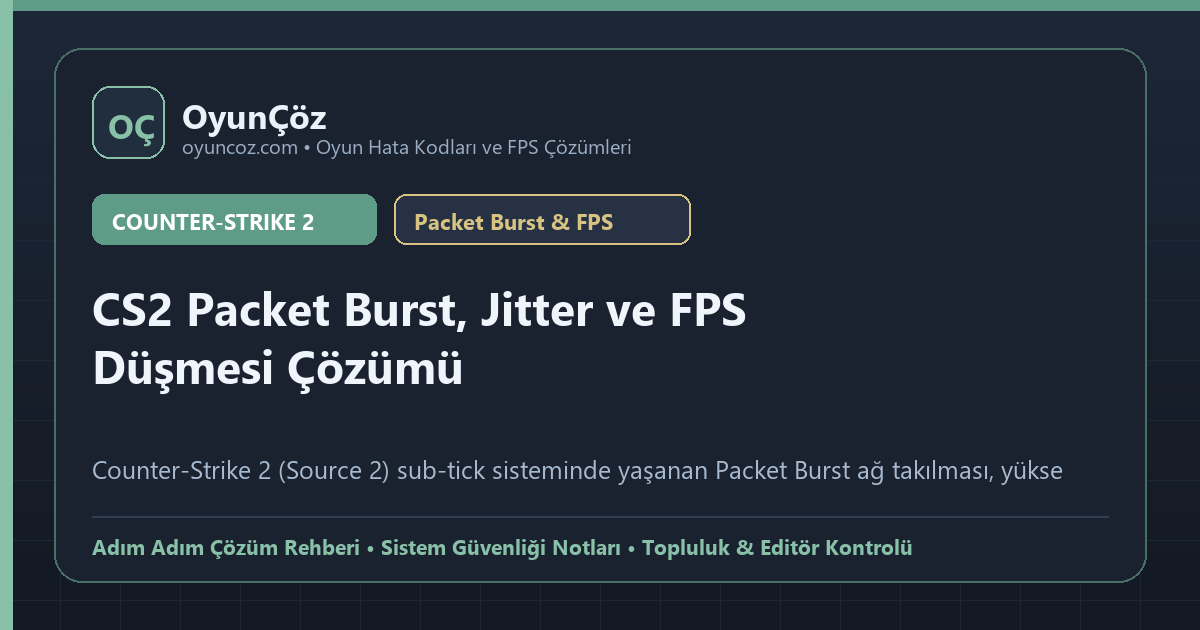 OÇ
OyunÇöz
oyuncoz.com • Oyun Hata Kodları ve FPS Çözümleri
COUNTER-STRIKE 2
Packet Burst & FPS
CS2 Packet Burst, Jitter ve FPS
Düşmesi Çözümü
Counter-Strike 2 (Source 2) sub-tick sisteminde yaşanan Packet Burst ağ takılması, yükse
Adım Adım Çözüm Rehberi • Sistem Güvenliği Notları • Topluluk & Editör Kontrolü